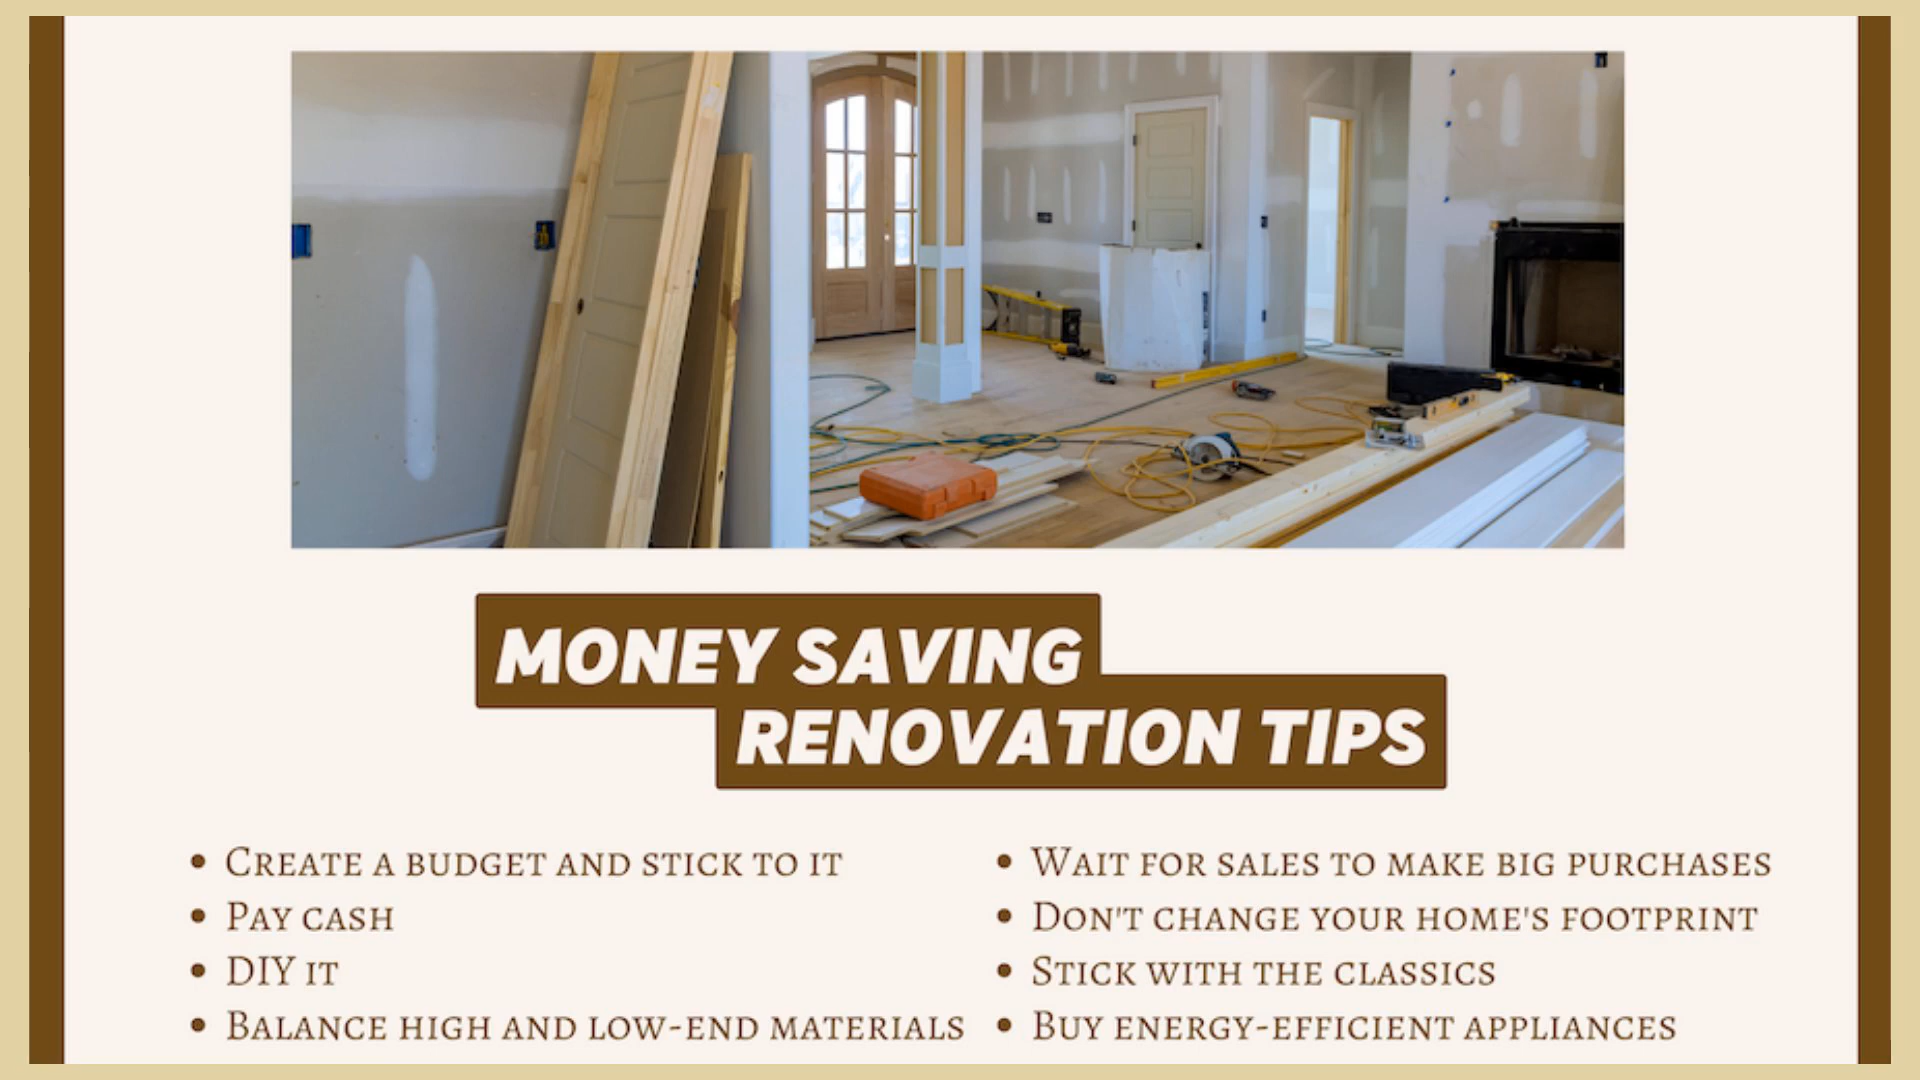 MONEY SAVING
RENOVATION TIPS
Create a budget and stick to it
Pay cash
DIY it
Balance high and low-end materials
Wait for sales to make big purchases
Don't change your home's footprint
Stick with the classics
Buy energy-efficient appliances